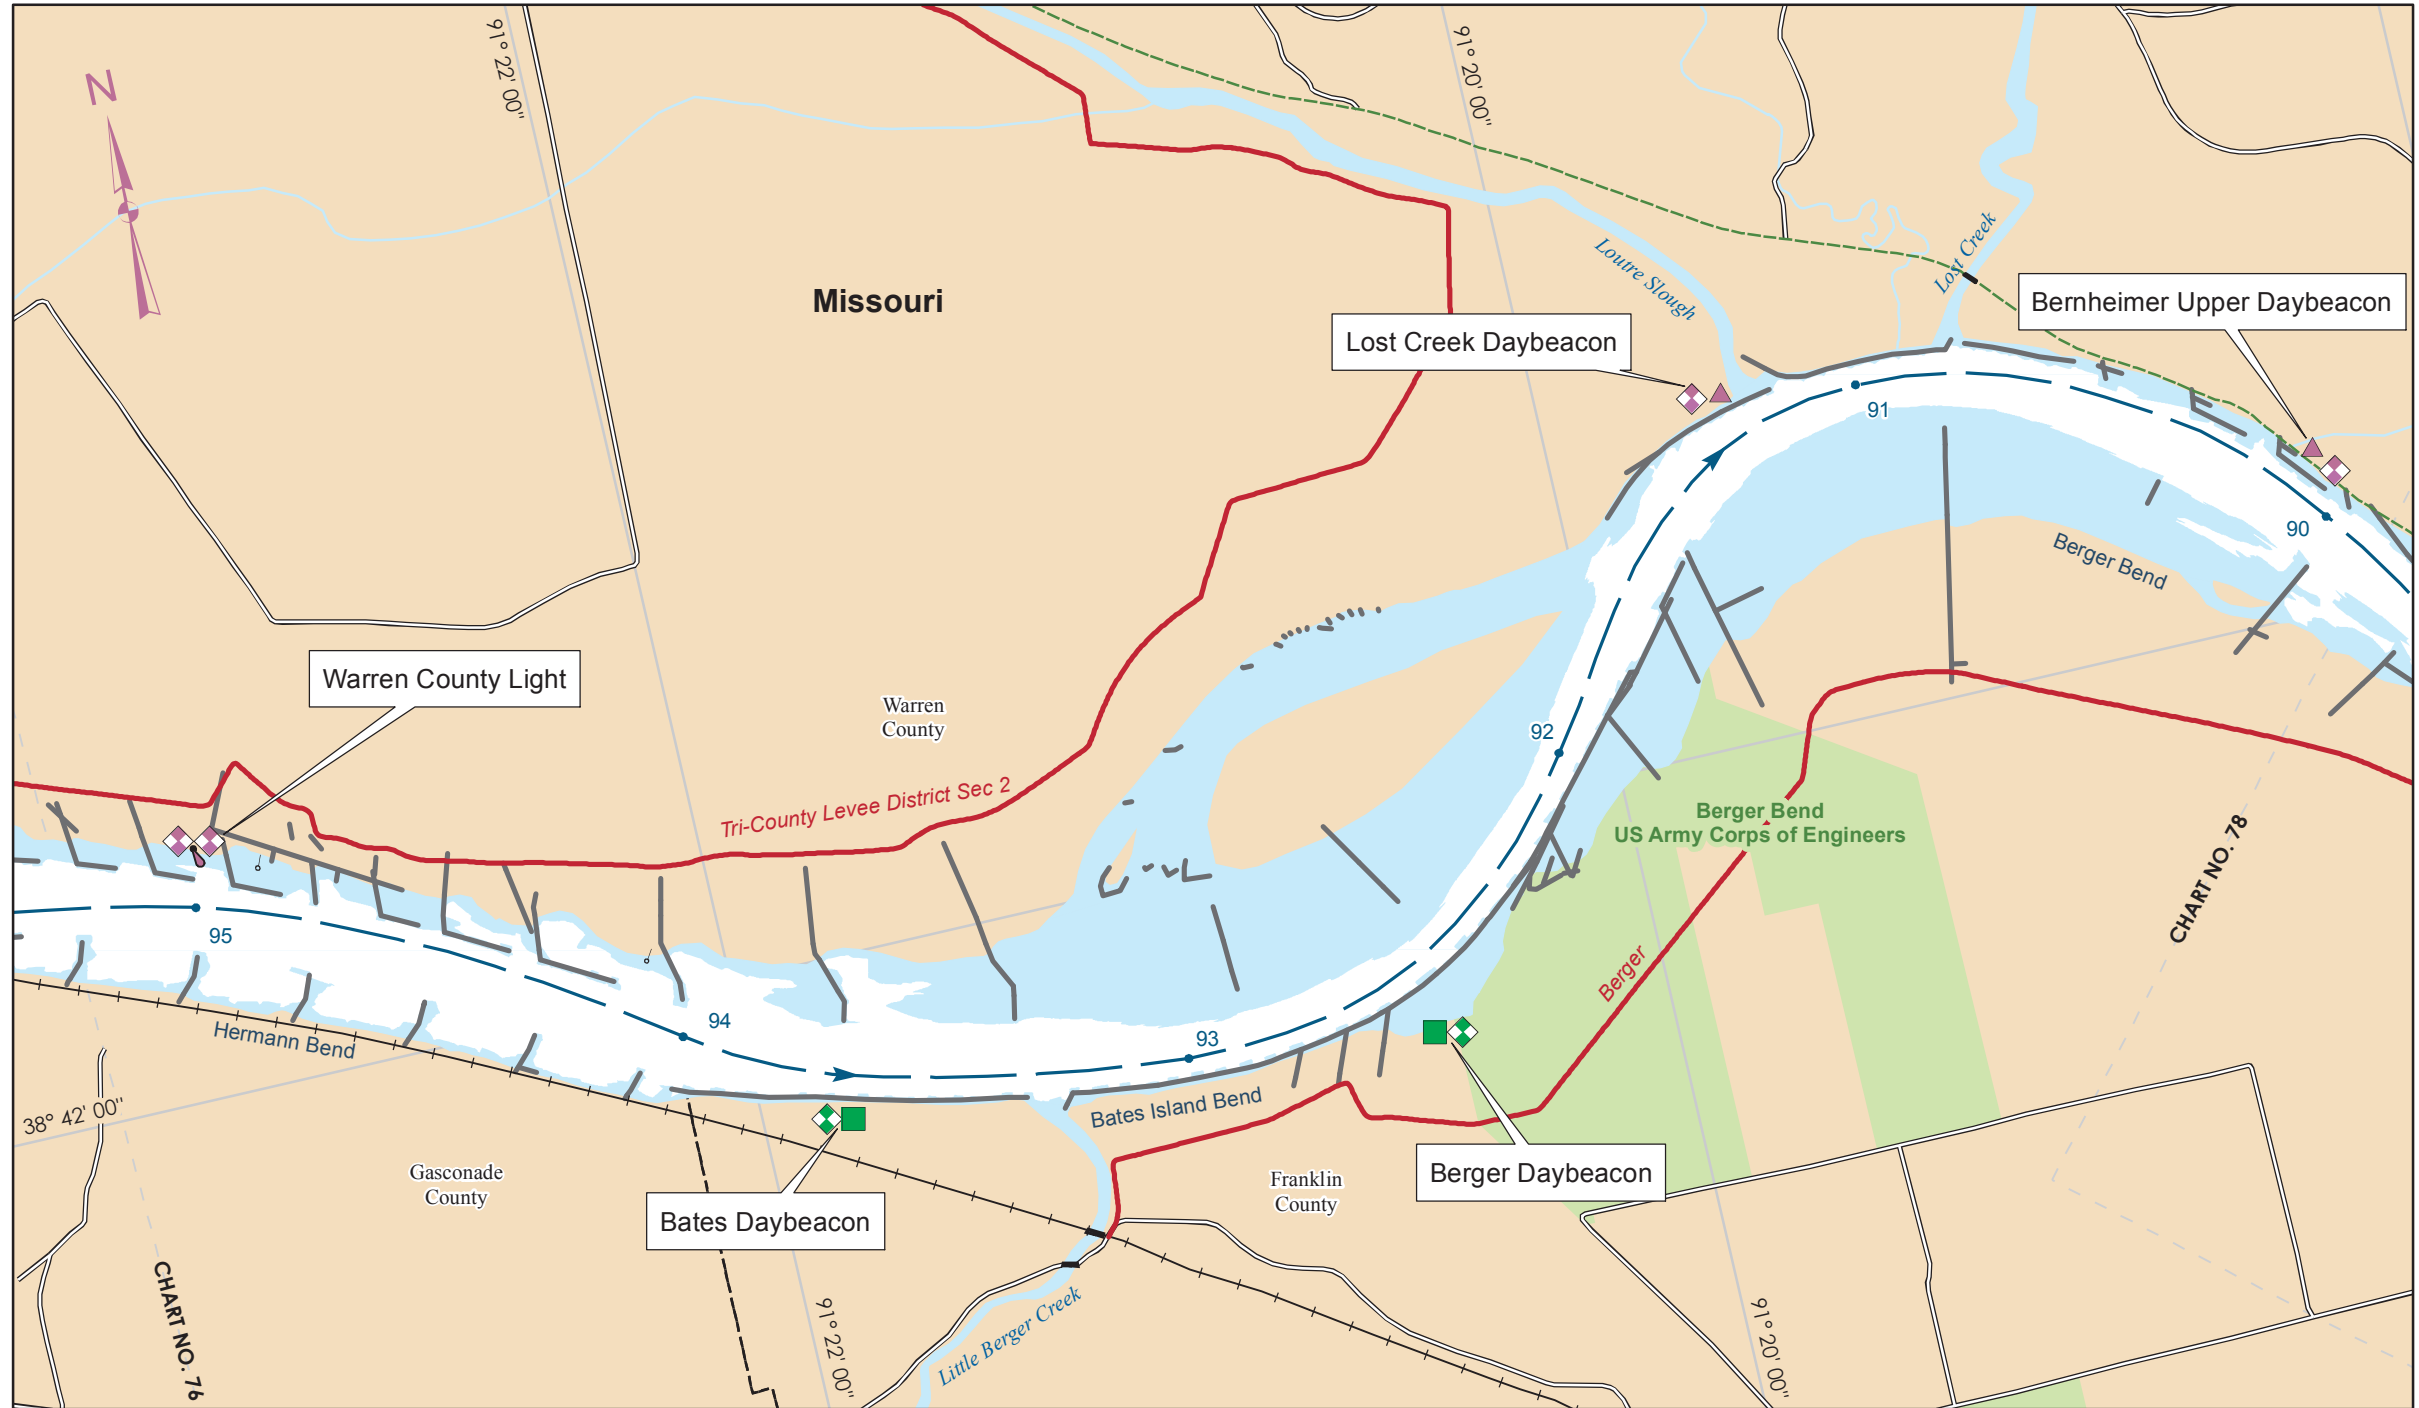 N
91° 22' 00"
91° 20' 00"
Missouri
Loutre Slough
Lost Creek
Bernheimer Upper Daybeacon
Lost Creek Daybeacon
91
90
Berger Bend
Warren County Light
Warren
County
92
Tri-County Levee District Sec 2
Berger Bend
US Army Corps of Engineers
CHART NO. 78
95
Berger
94
93
Hermann Bend
Bates Island Bend
38° 42' 00"
Gasconade
County
Bates Daybeacon
Franklin
County
Berger Daybeacon
CHART NO. 76
Little Berger Creek
91° 22' 00"
91° 20' 00"